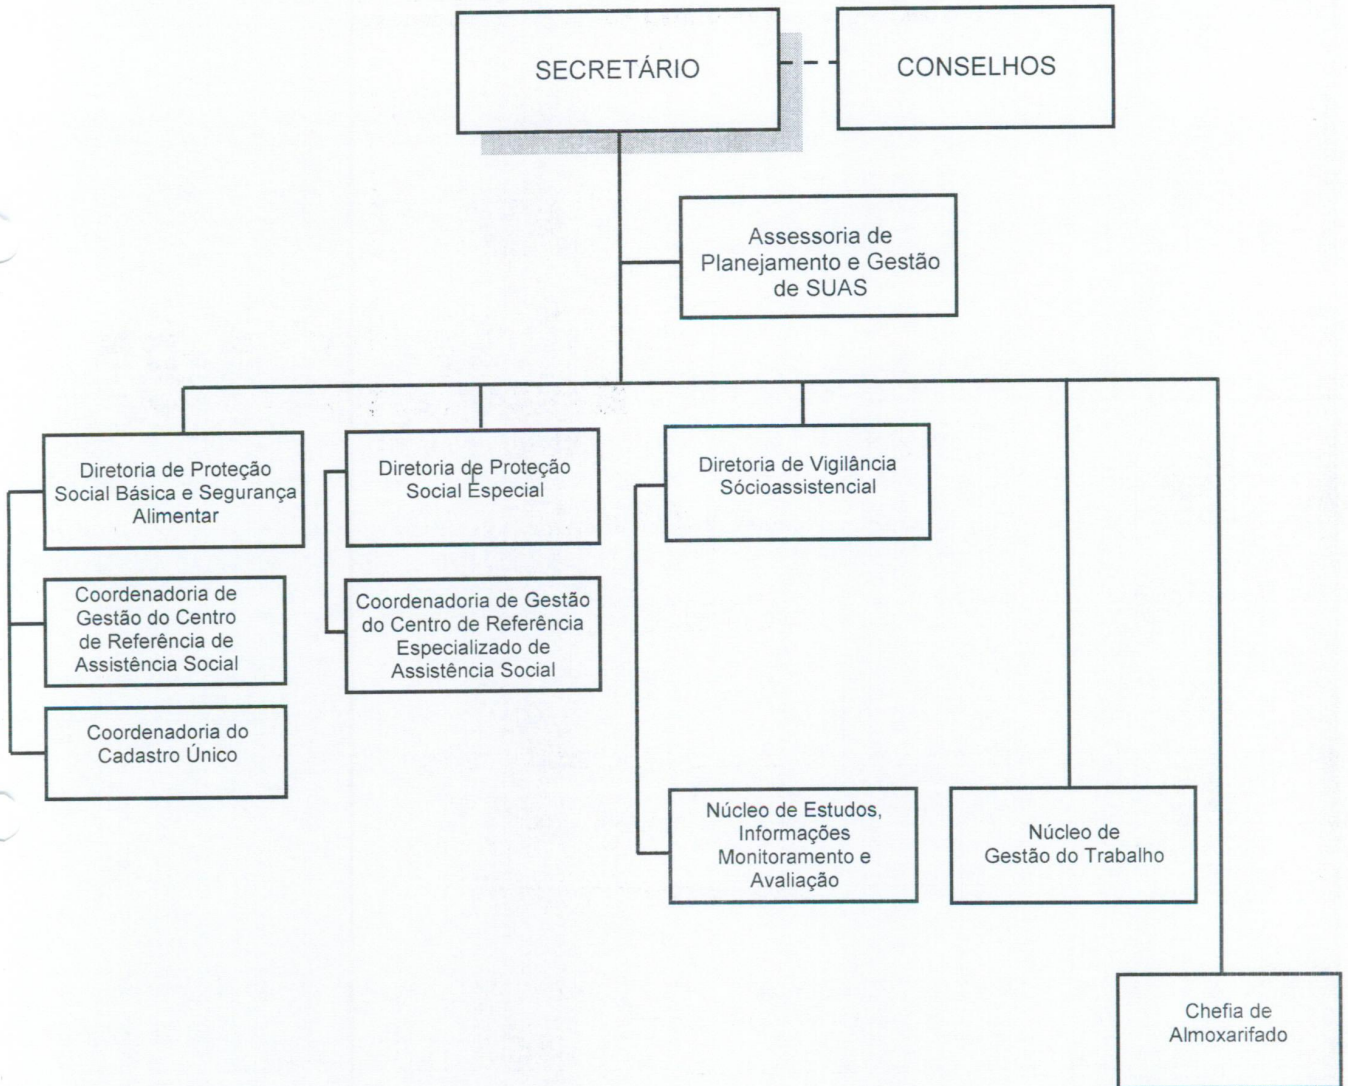 SECRETÁRIO
CONSELHOS
Assessoria de
Planejamento e Gestão
de SUAS
Diretoria de Proteção
Social Básica e Segurança
Alimentar
Diretoria de Proteção
Social Especial
Diretoria de Vigilância
Sócioassistencial
Coordenadoria de
Gestão do Centro
de Referência de
Assistência Social
Coordenadoria de Gestão
do Centro de Referência
Especializado de
Assistência Social
Coordenadoria do
Cadastro Único
Núcleo de Estudos,
Informações
Monitoramento e
Avaliação
Núcleo de
Gestão do Trabalho
Chefia de
Almoxarifado